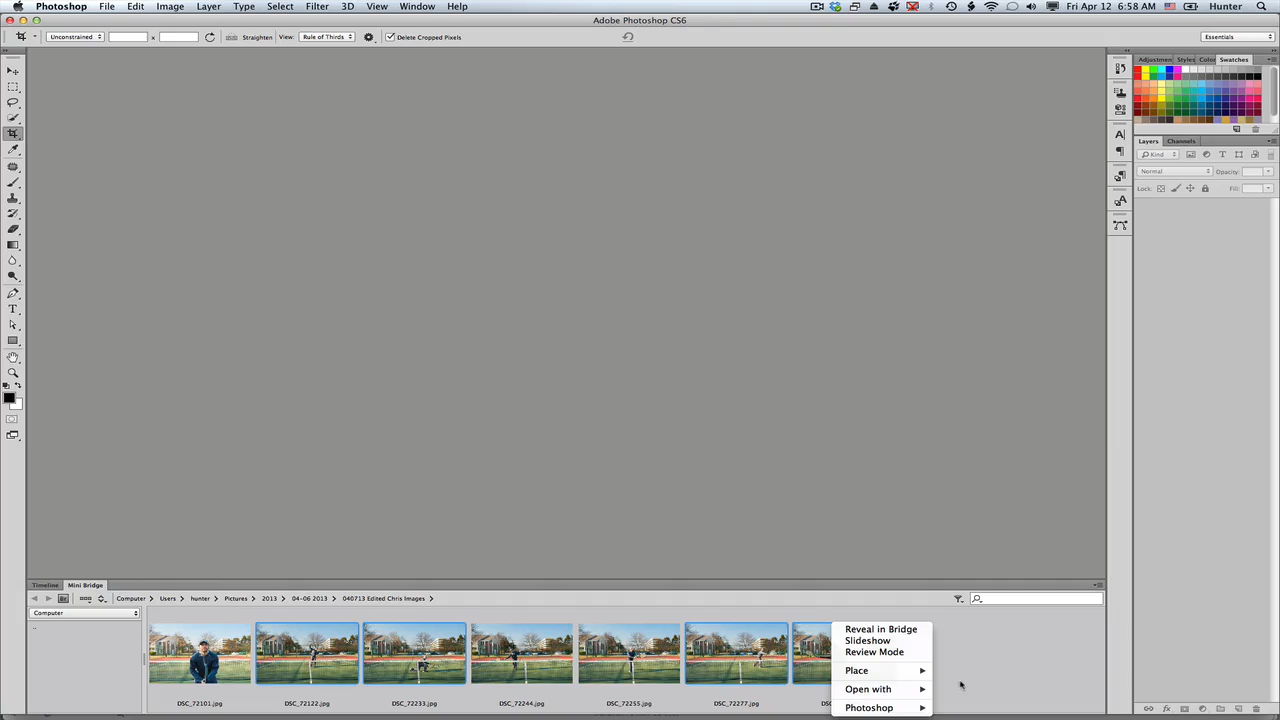 Photoshop File Edit Image Layer Type Select Filter 3D View Window Help Fri Apr 12 6:58 AM Hunter
Adobe Photoshop CS6
Unconstrained x Straighten View: Rule of Thirds Delete Cropped Pixels Essentials
Adjustmen Styles Color Swatches
Layers Channels
Kind
Normal Opacity:
Lock: Fill:
Timeline Mini Bridge
Computer Users hunter Pictures 2013 04-06 2013 040713 Edited Chris Images
Computer
..
Reveal in Bridge
Slideshow
Review Mode
Place
Open with
Photoshop
DSC_72101.jpg DSC_72122.jpg DSC_72233.jpg DSC_72244.jpg DSC_72255.jpg DSC_72277.jpg DS